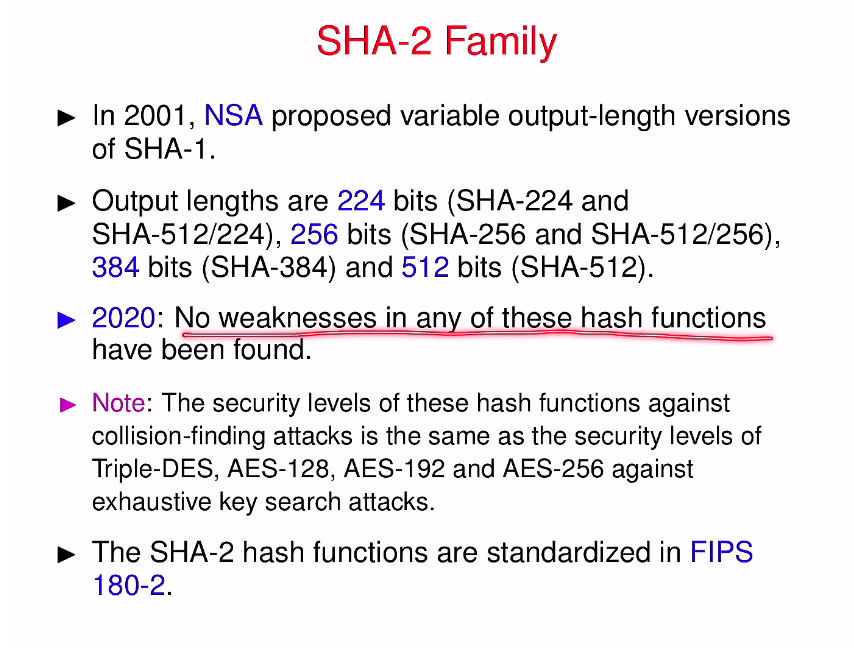 SHA-2 Family
▶ In 2001, NSA proposed variable output-length versions
of SHA-1.
▶ Output lengths are 224 bits (SHA-224 and
SHA-512/224), 256 bits (SHA-256 and SHA-512/256),
384 bits (SHA-384) and 512 bits (SHA-512).
▶ 2020: No weaknesses in any of these hash functions
have been found.
▶ Note: The security levels of these hash functions against
collision-finding attacks is the same as the security levels of
Triple-DES, AES-128, AES-192 and AES-256 against
exhaustive key search attacks.
▶ The SHA-2 hash functions are standardized in FIPS
180-2.